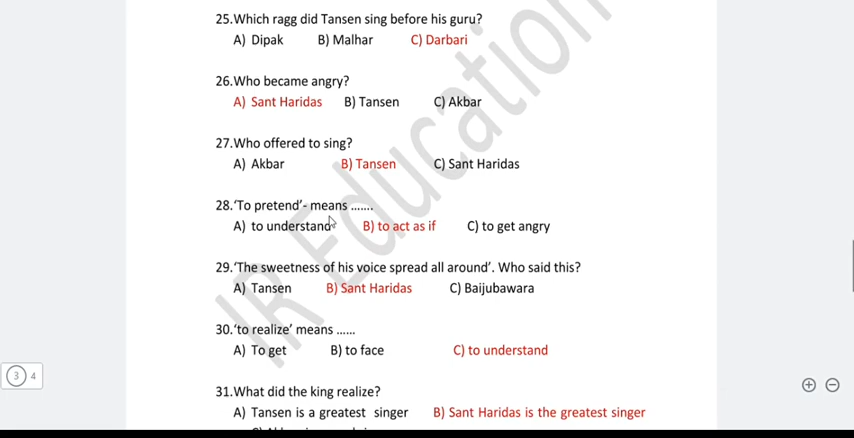 25.Which ragg did Tansen sing before his guru?
A) Dipak B) Malhar C) Darbari
26.Who became angry?
A) Sant Haridas B) Tansen C) Akbar
27.Who offered to sing?
A) Akbar B) Tansen C) Sant Haridas
28.‘To pretend’- means .......
A) to understand B) to act as if C) to get angry
29.‘The sweetness of his voice spread all around’. Who said this?
A) Tansen B) Sant Haridas C) Baijubawara
30.‘to realize’ means ......
A) To get B) to face C) to understand
31.What did the king realize?
A) Tansen is a greatest singer B) Sant Haridas is the greatest singer
IR Education
3 4